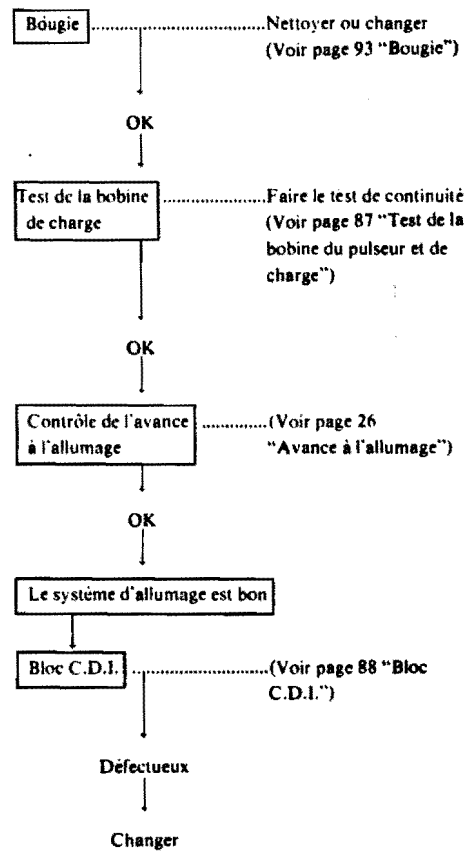 Bougie ........................Nettoyer ou changer
(Voir page 93 “Bougie”)
OK
Test de la bobine ..................Faire le test de continuité
de charge (Voir page 87 “Test de la
bobine du pulseur et de
charge”)
OK
Contrôle de l'avance ...............(Voir page 26
à l'allumage “Avance à l'allumage”)
OK
Le système d'allumage est bon
Bloc C.D.I. ........................(Voir page 88 “Bloc
C.D.I.”)
Défectueux
Changer